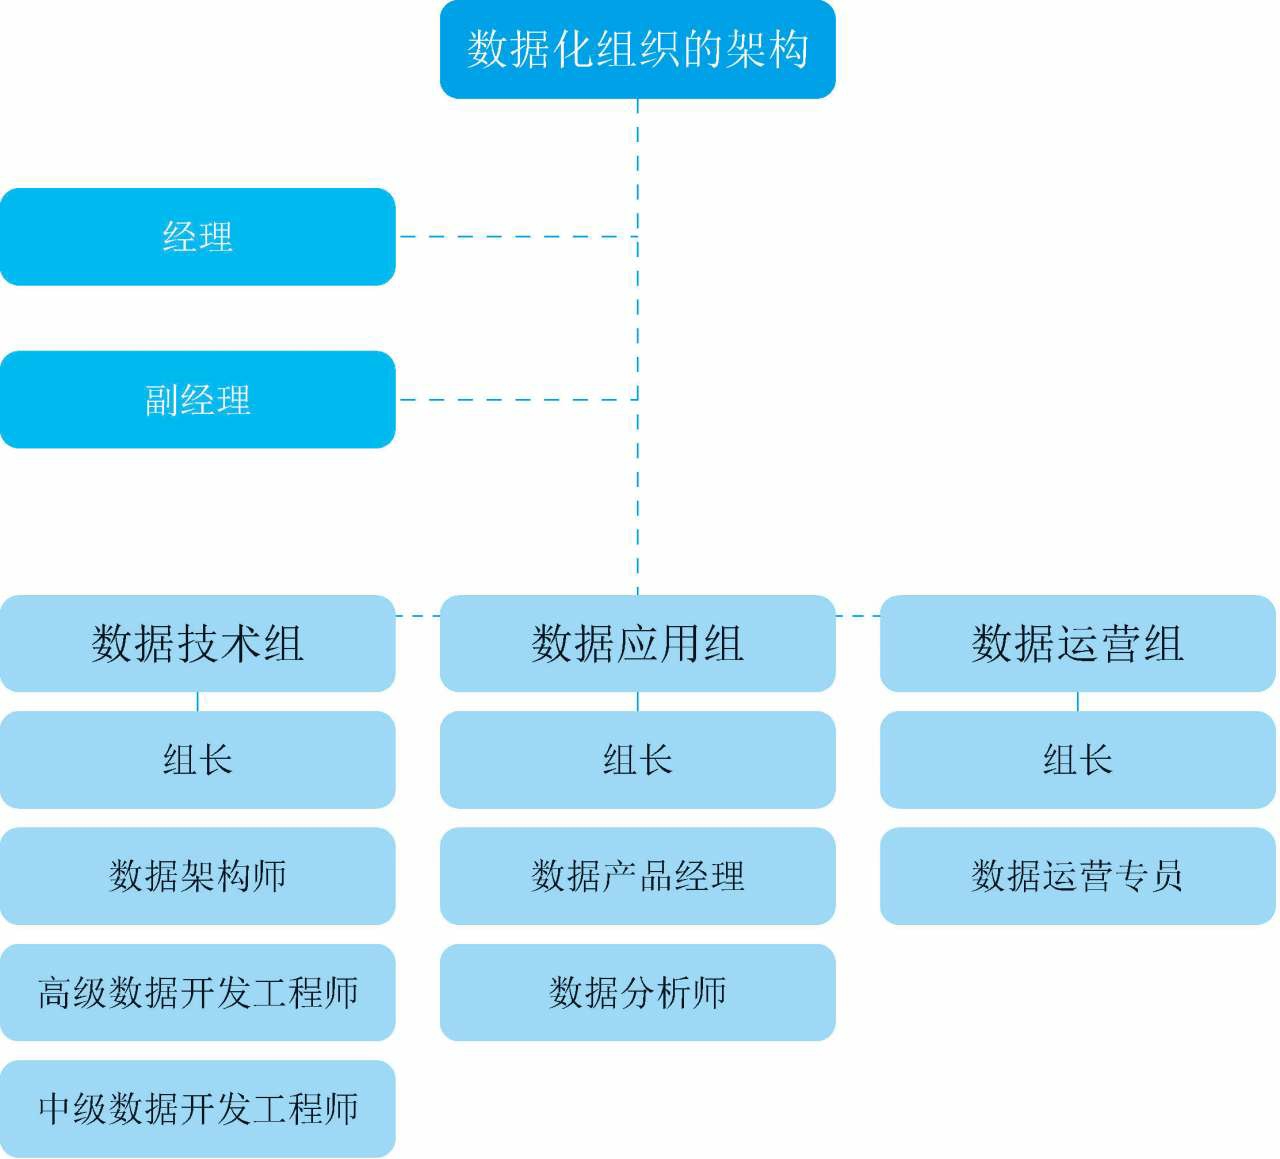 数据化组织的架构
经理
副经理
数据技术组
数据应用组
数据运营组
组长
组长
组长
数据架构师
数据产品经理
数据运营专员
高级数据开发工程师
数据分析师
中级数据开发工程师